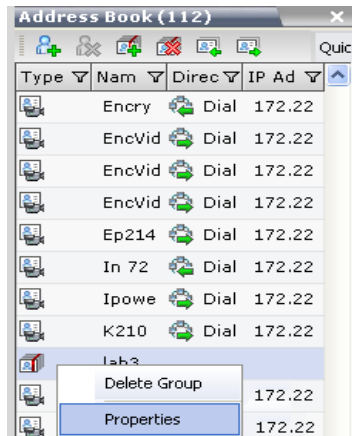 Address Book (112)
Quic
Type Nam Direc IP Ad
Encry Dial 172.22
EncVid Dial 172.22
EncVid Dial 172.22
EncVid Dial 172.22
Ep214 Dial 172.22
In 72 Dial 172.22
Ipowe Dial 172.22
K210 Dial 172.22
lab3
Delete Group
172.22
Properties
172.22